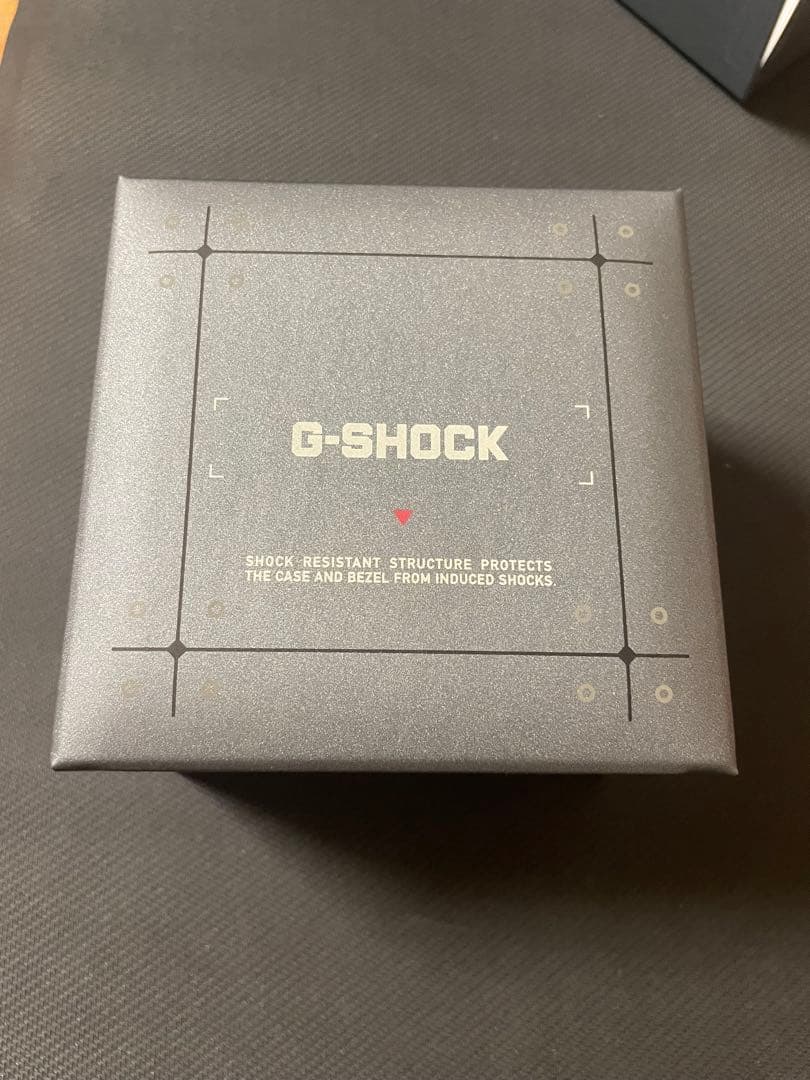 G-SHOCK
SHOCK RESISTANT STRUCTURE PROTECTS
THE CASE AND BEZEL FROM INDUCED SHOCKS.